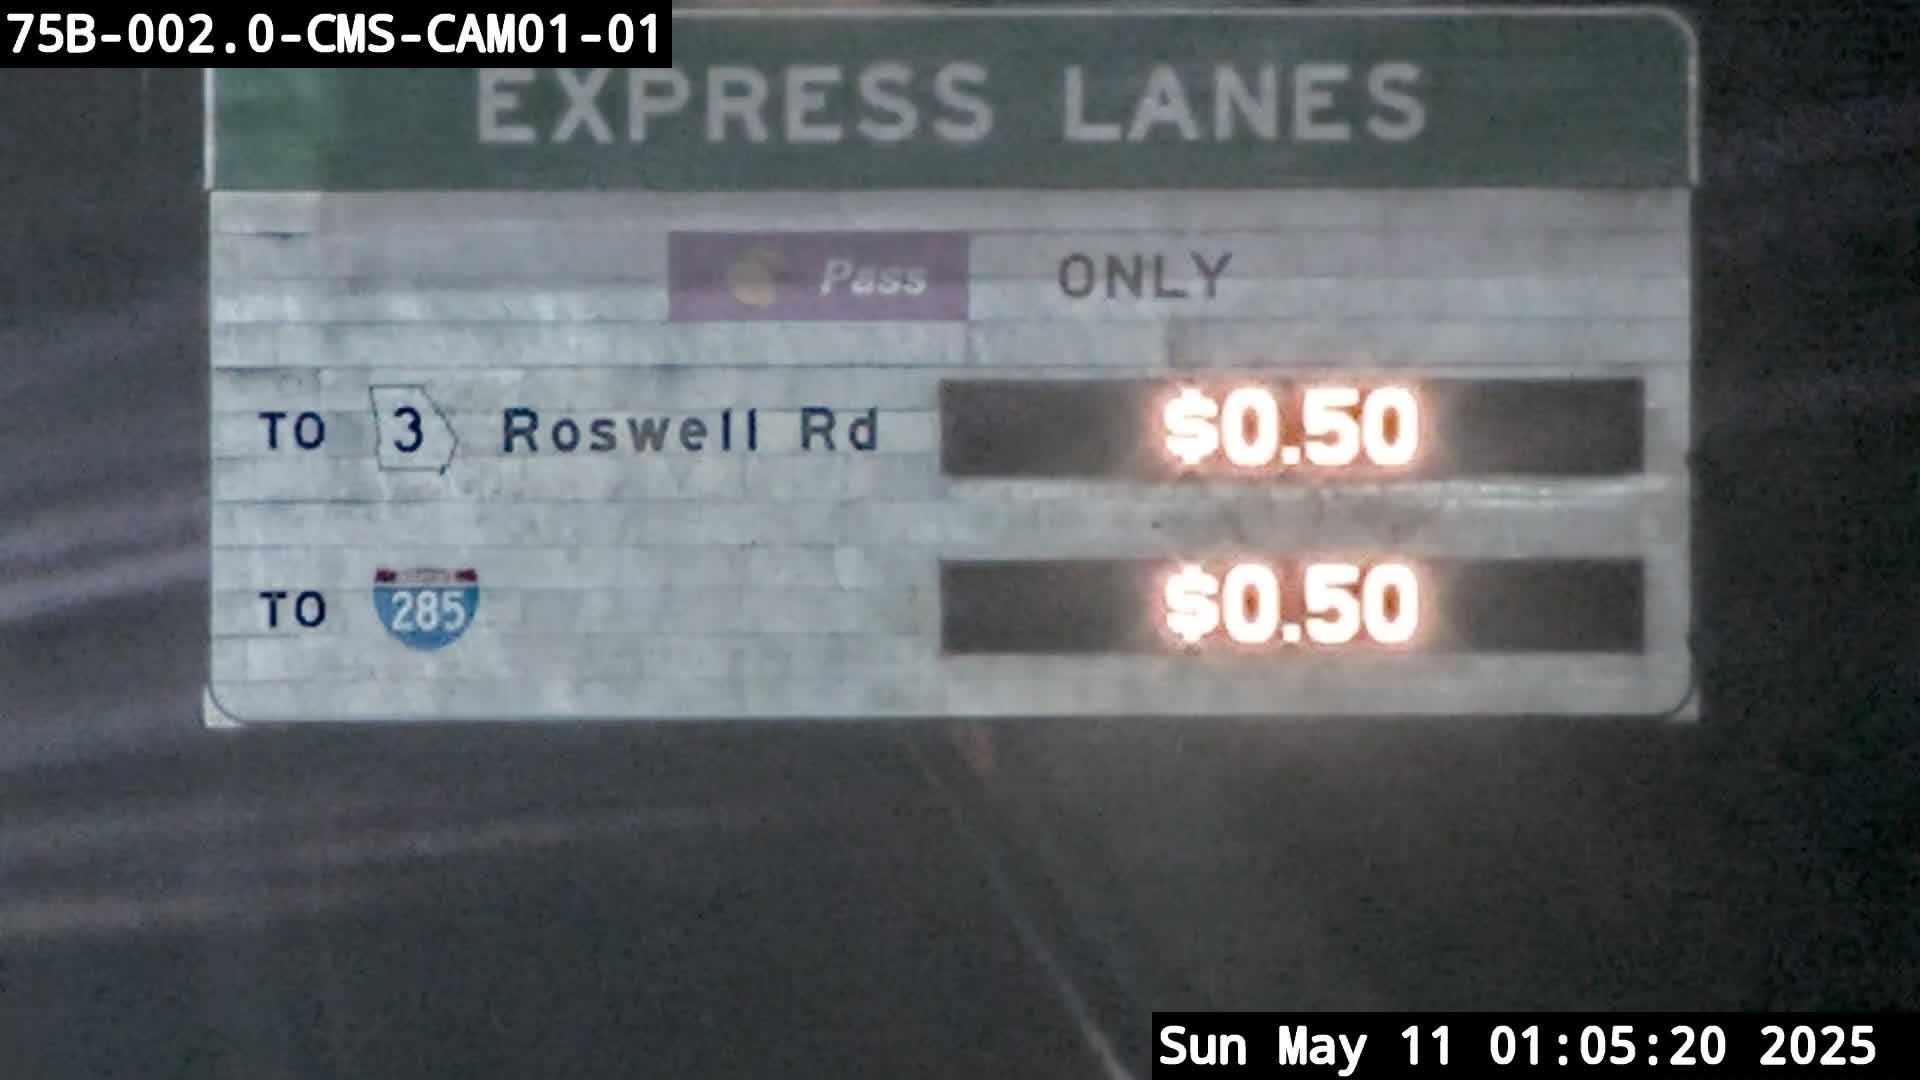 75B-002.0-CMS-CAM01-01
EXPRESS LANES
Pass ONLY
TO 3 Roswell Rd $0.50
TO 285 $0.50
Sun May 11 01:05:20 2025